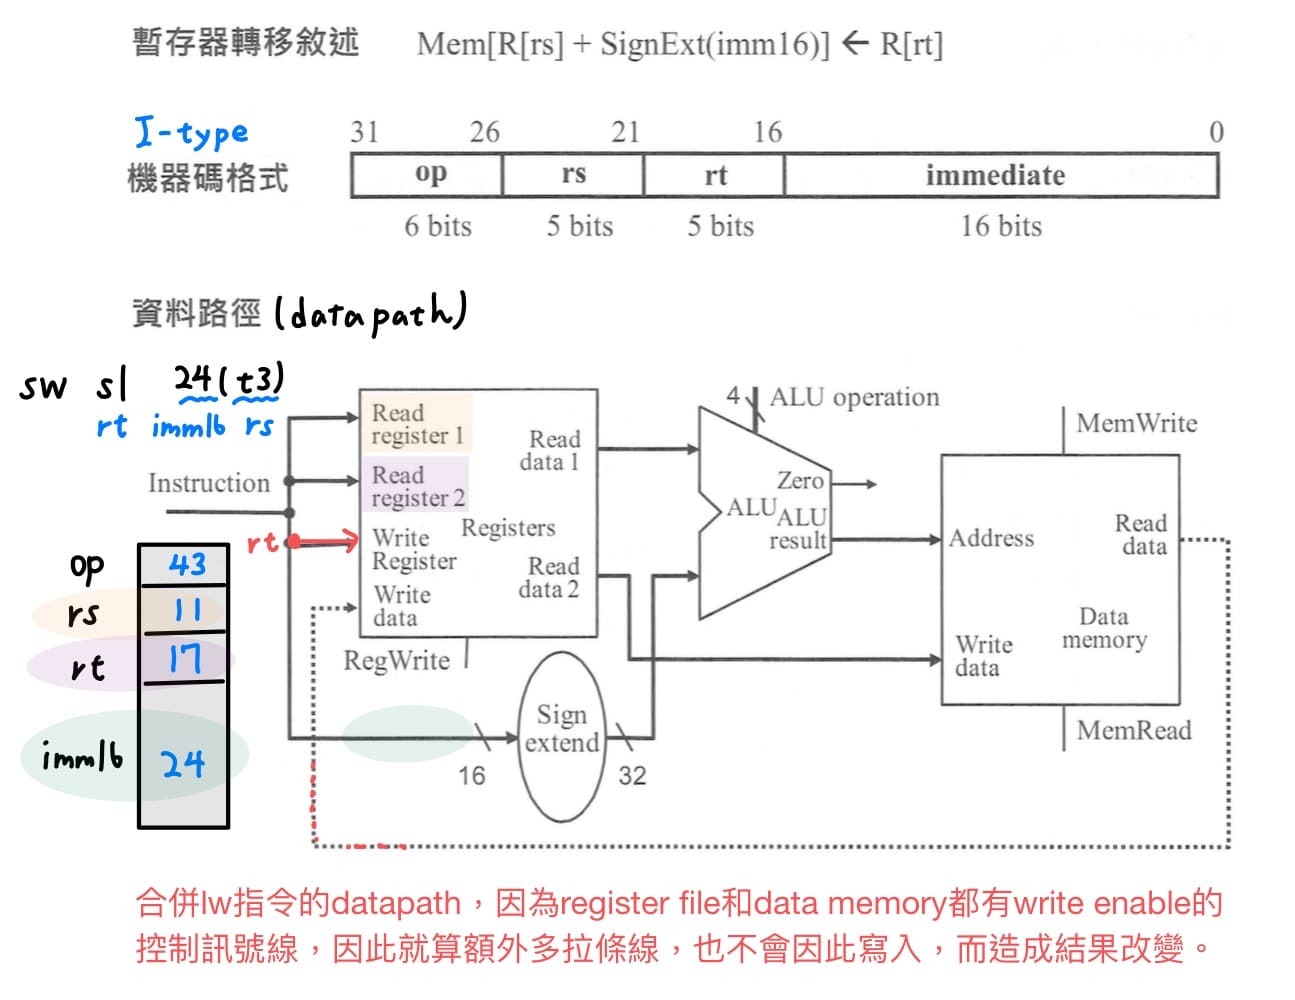 暫存器轉移敘述 Mem[R[rs] + SignExt(imm16)] ← R[rt]
I-type
31 26 21 16 0
機器碼格式 op rs rt immediate
6 bits 5 bits 5 bits 16 bits
資料路徑 (datapath)
sw s1 24(t3)
rt imm16 rs
4 ALU operation
Read register 1
Read data 1
MemWrite
Read register 2
Instruction
Zero
ALU
ALU result
rt
Write Register
Registers
Address
Read data
Read data 2
Write data
op 43
rs 11
rt 17
imm16 24
RegWrite
Data memory
Write data
Sign extend
16
32
MemRead
合併lw指令的datapath，因為register file和data memory都有write enable的
控制訊號線，因此就算額外多拉條線，也不會因此寫入，而造成結果改變。